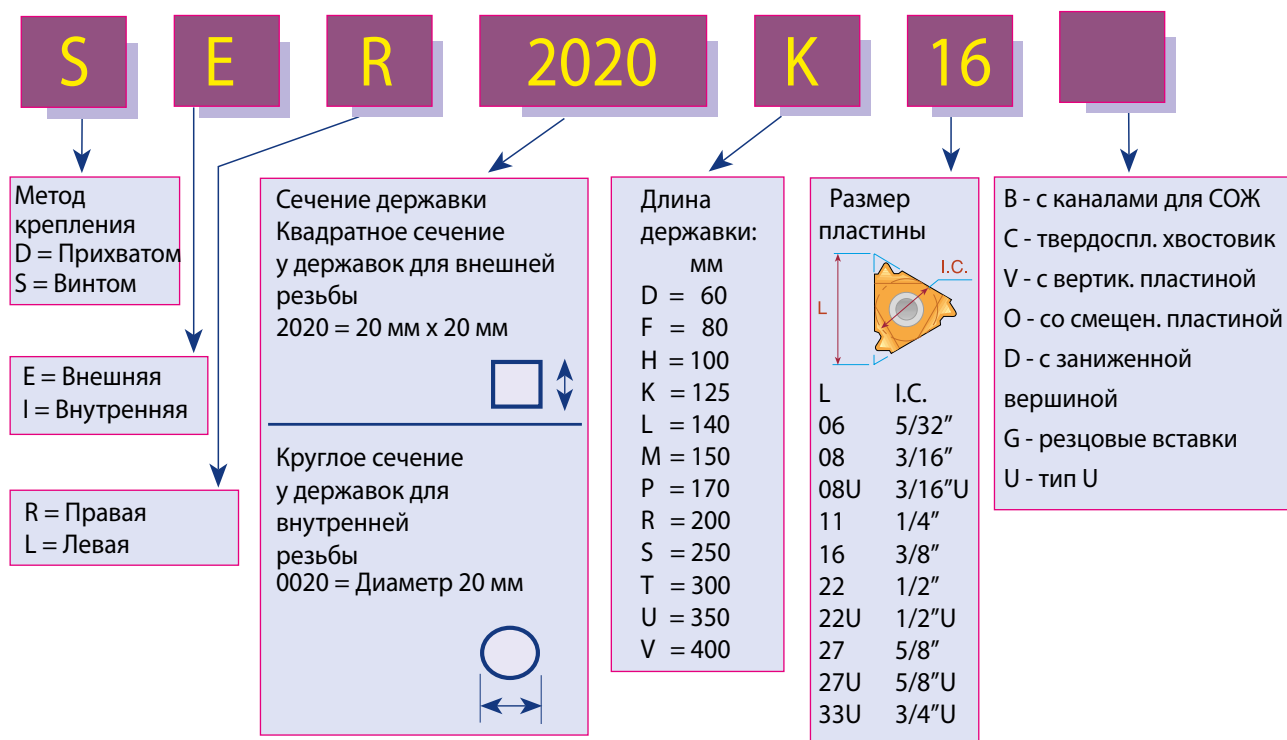 S E R 2020 K 16
Метод
крепления
D = Прихватом
S = Винтом
E = Внешняя
I = Внутренняя
R = Правая
L = Левая
Сечение державки
Квадратное сечение
у державок для внешней
резьбы
2020 = 20 мм x 20 мм
Круглое сечение
у державок для
внутренней
резьбы
0020 = Диаметр 20 мм
Длина
державки:
мм
D = 60
F = 80
H = 100
K = 125
L = 140
M = 150
P = 170
R = 200
S = 250
T = 300
U = 350
V = 400
Размер
пластины
I.C.
L
L I.C.
06 5/32”
08 3/16”
08U 3/16”U
11 1/4”
16 3/8”
22 1/2”
22U 1/2”U
27 5/8”
27U 5/8”U
33U 3/4”U
B - с каналами для СОЖ
C - твердоспл. хвостовик
V - с вертик. пластиной
O - со смещен. пластиной
D - с заниженной
вершиной
G - резцовые вставки
U - тип U